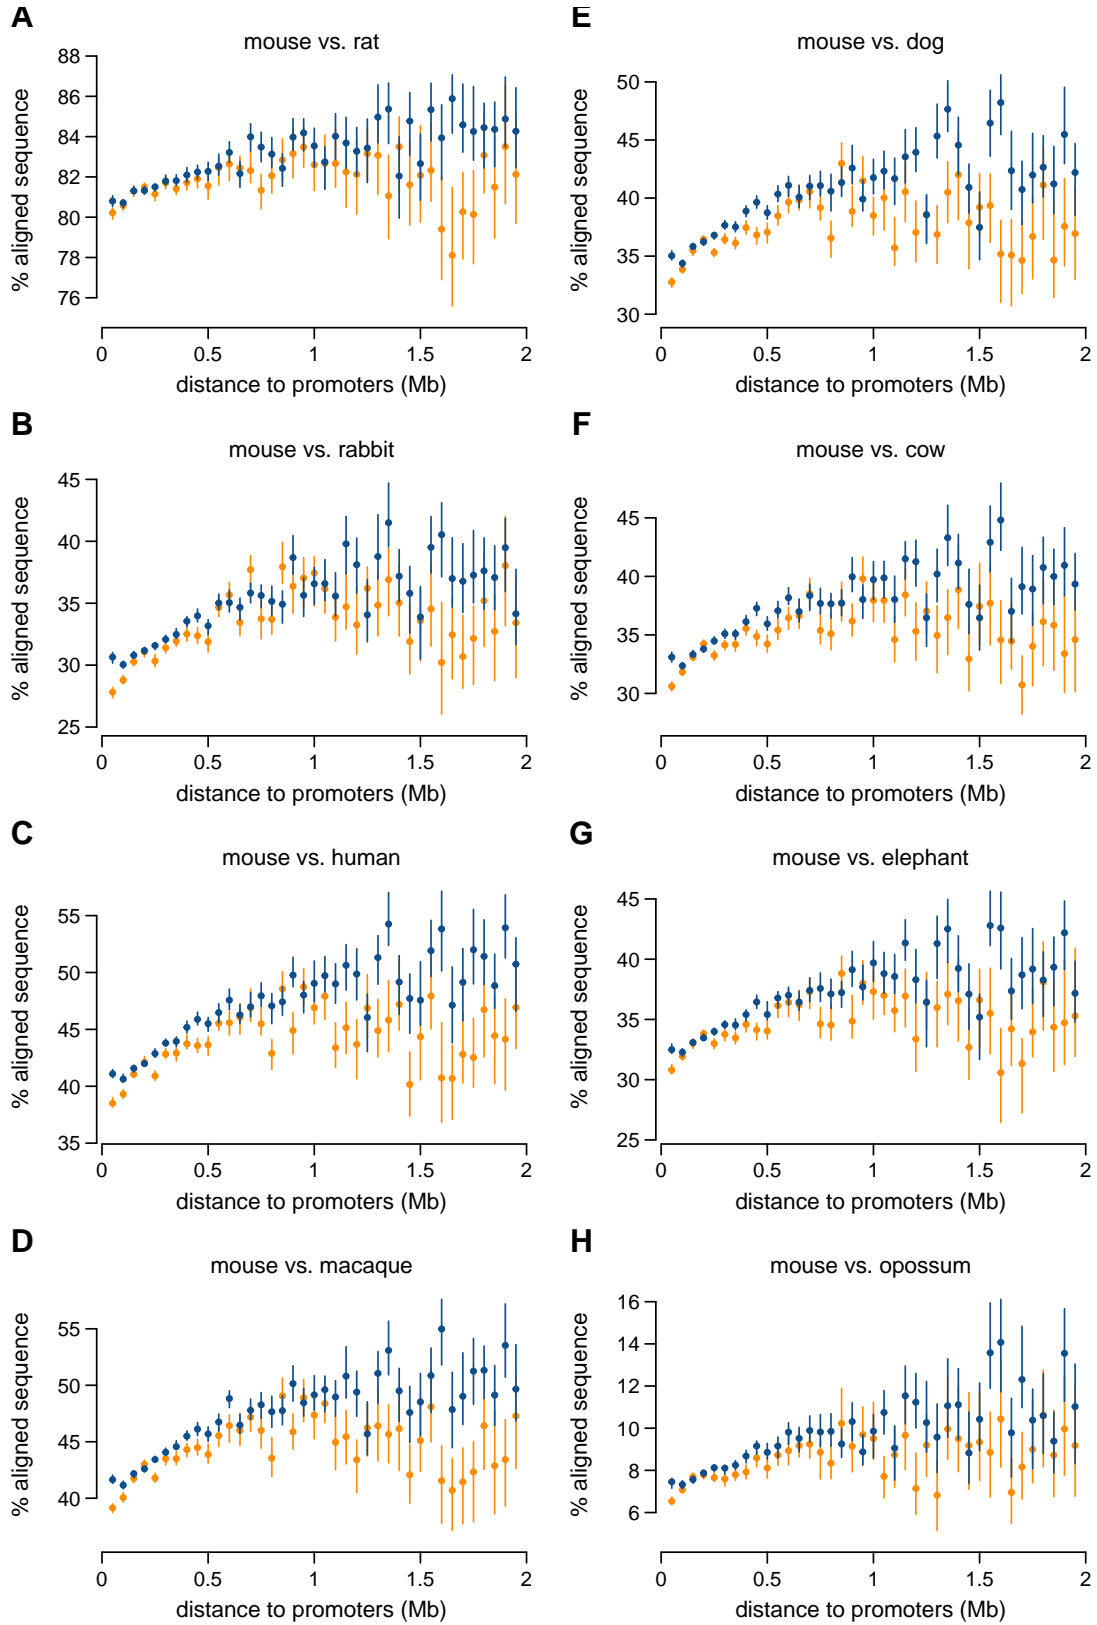 A
mouse vs. rat
% aligned sequence
88
86
84
82
80
78
76
0 0.5 1 1.5 2
distance to promoters (Mb)
B
mouse vs. rabbit
% aligned sequence
45
40
35
30
25
0 0.5 1 1.5 2
distance to promoters (Mb)
C
mouse vs. human
% aligned sequence
55
50
45
40
35
0 0.5 1 1.5 2
distance to promoters (Mb)
D
mouse vs. macaque
% aligned sequence
55
50
45
40
0 0.5 1 1.5 2
distance to promoters (Mb)
E
mouse vs. dog
% aligned sequence
50
45
40
35
30
0 0.5 1 1.5 2
distance to promoters (Mb)
F
mouse vs. cow
% aligned sequence
45
40
35
30
0 0.5 1 1.5 2
distance to promoters (Mb)
G
mouse vs. elephant
% aligned sequence
45
40
35
30
25
0 0.5 1 1.5 2
distance to promoters (Mb)
H
mouse vs. opossum
% aligned sequence
16
14
12
10
8
6
0 0.5 1 1.5 2
distance to promoters (Mb)